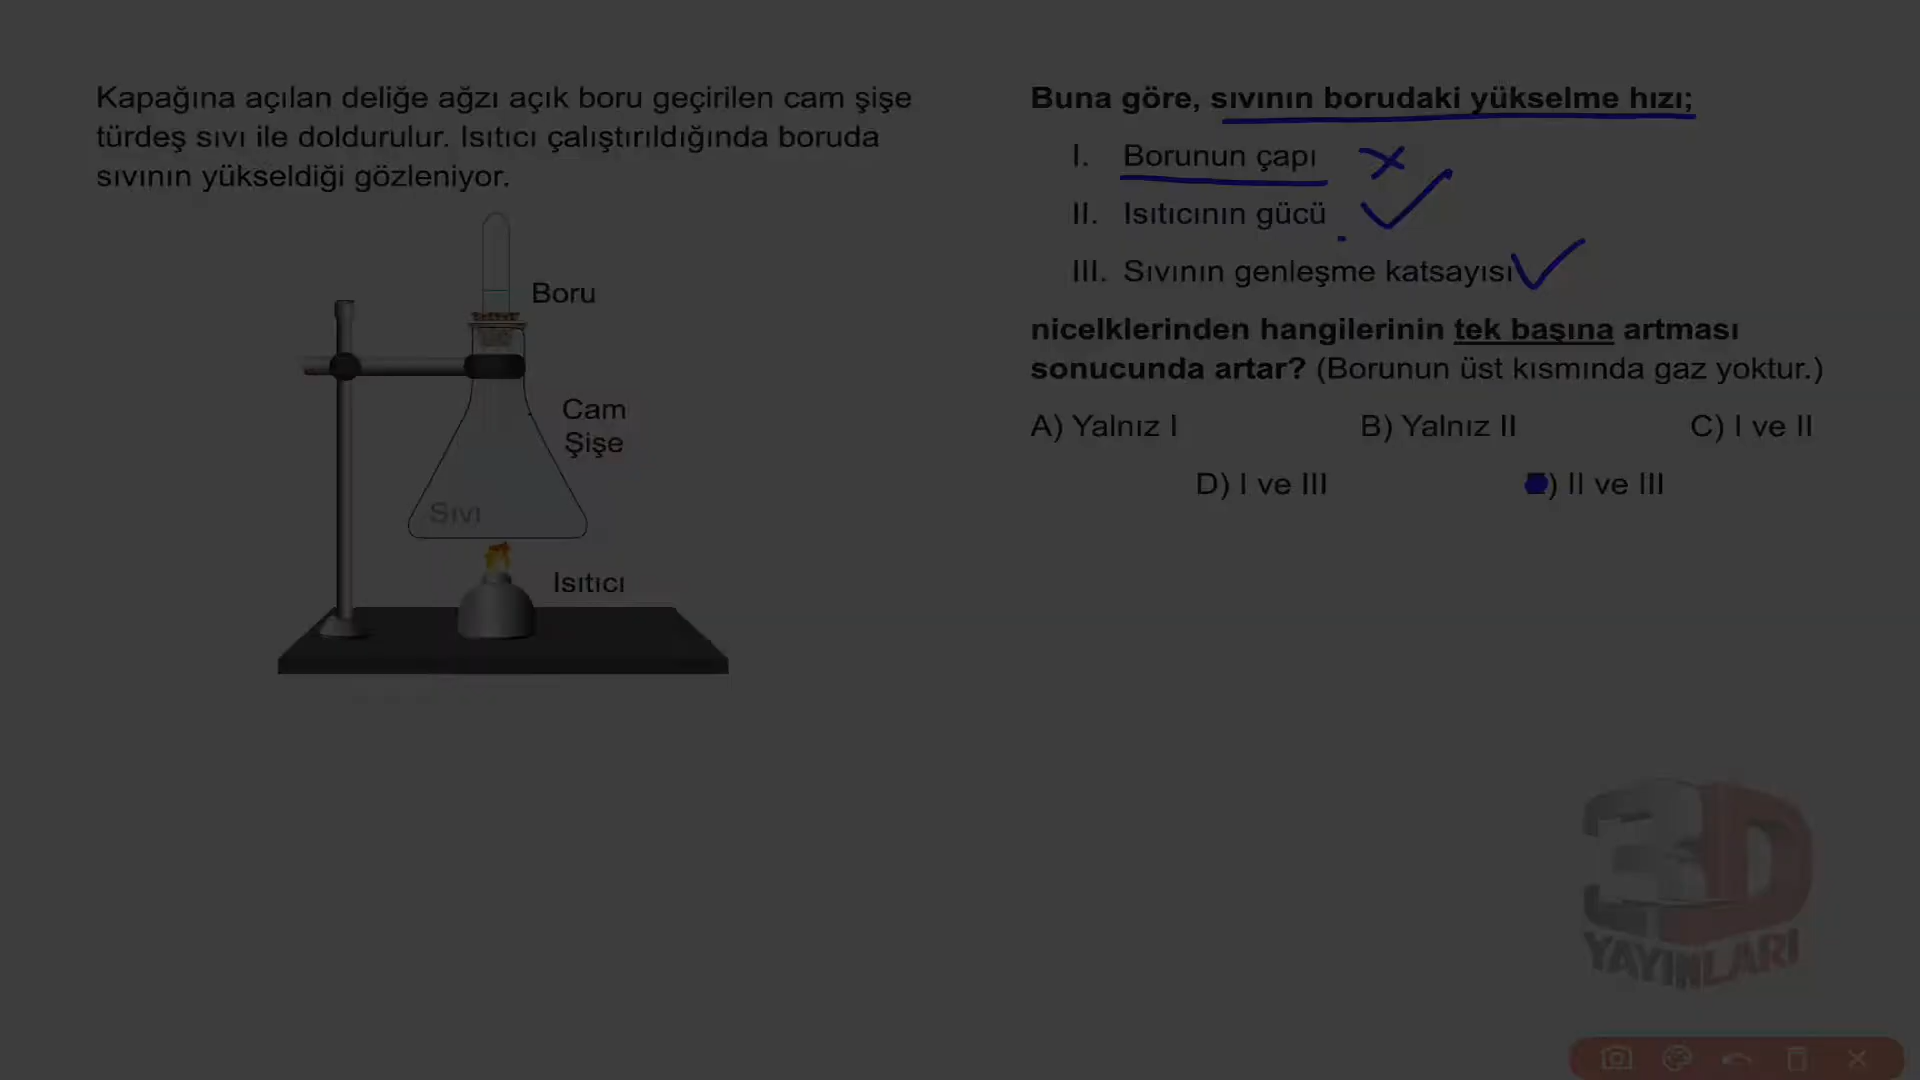 Kapağına açılan deliğe ağzı açık boru geçirilen cam şişe
türdeş sıvı ile doldurulur. Isıtıcı çalıştırıldığında boruda
sıvının yükseldiği gözleniyor.
Boru
Cam
Şişe
Sıvı
Isıtıcı
Buna göre, sıvının borudaki yükselme hızı;
I. Borunun çapı
II. Isıtıcının gücü
III. Sıvının genleşme katsayısı
nicelklerinden hangilerinin tek başına artması
sonucunda artar? (Borunun üst kısmında gaz yoktur.)
A) Yalnız I B) Yalnız II C) I ve II
D) I ve III E) II ve III
3D
YAYINLARI